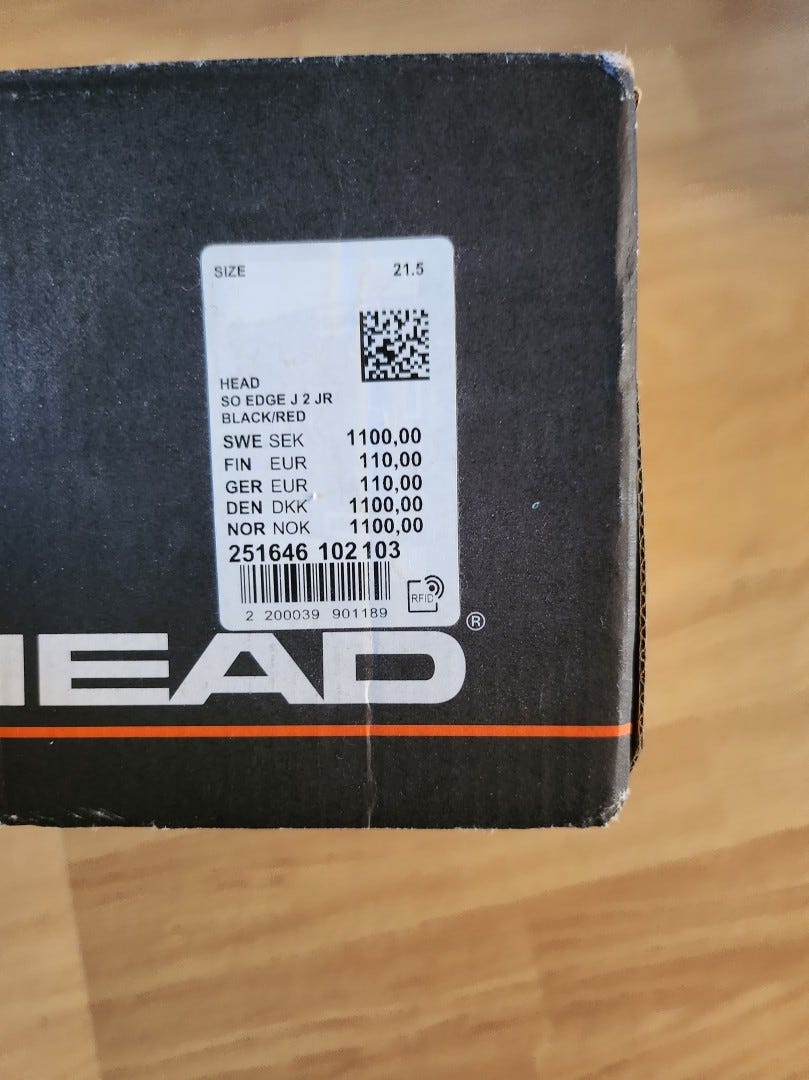 SIZE 21.5
HEAD
SO EDGE J 2 JR
BLACK/RED
SWE SEK 1100,00
FIN EUR 110,00
GER EUR 110,00
DEN DKK 1100,00
NOR NOK 1100,00
251646 102103
RFID
2 200039 901189
HEAD®